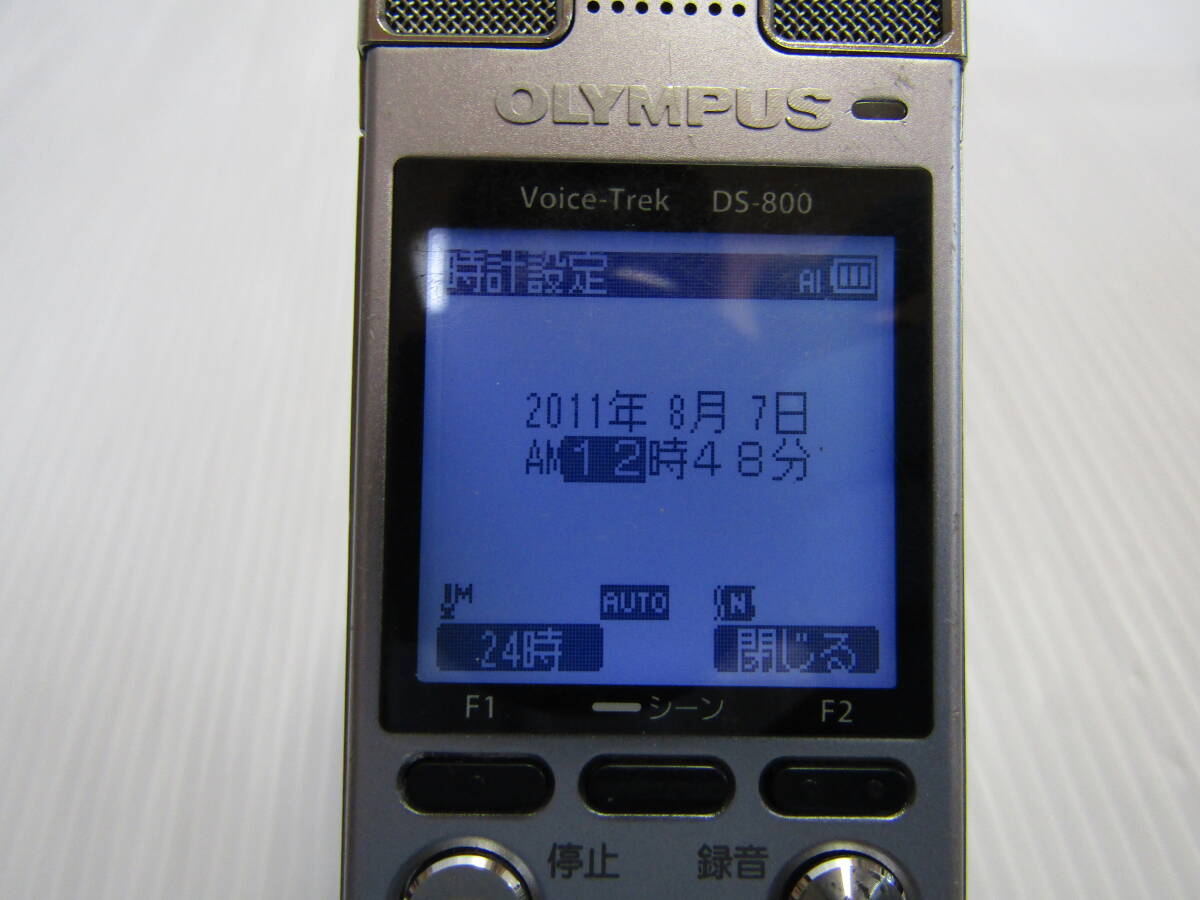 OLYMPUS
Voice-Trek DS-800
時計設定 AI
2011年 8月 7日
AM12時48分
M AUTO N
24時 閉じる
F1 シーン F2
停止 録音